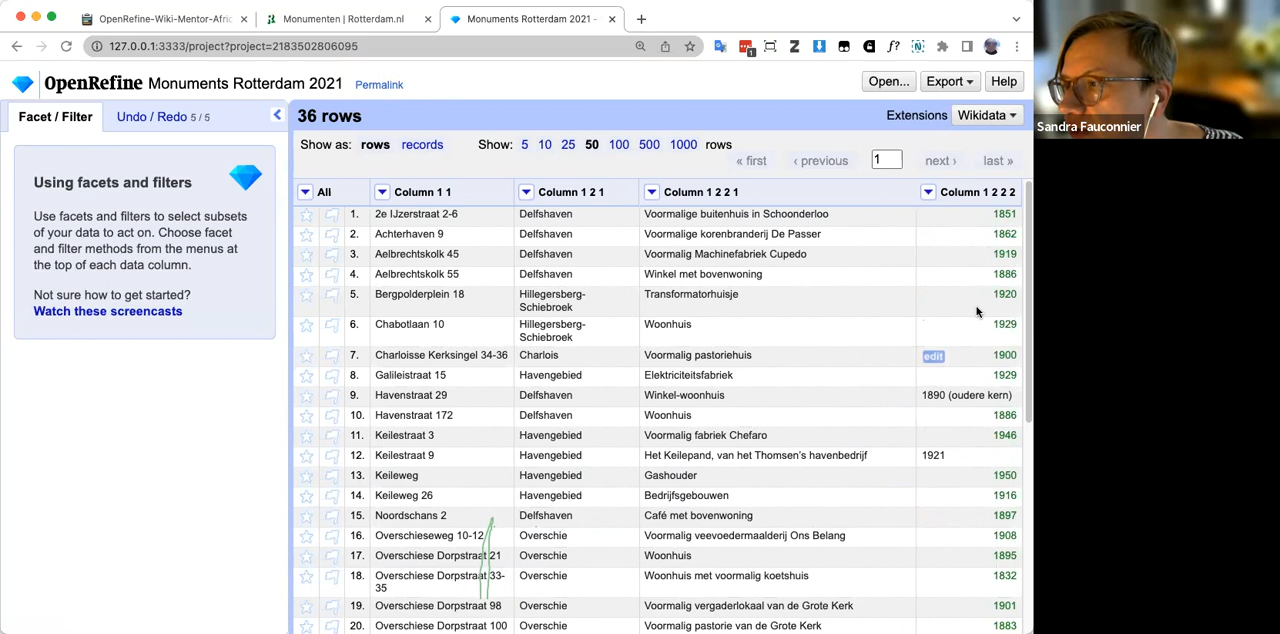 OpenRefine-Wiki-Mentor-Afric
Monumenten | Rotterdam.nl
Monuments Rotterdam 2021 -
127.0.0.1:3333/project?project=2183502806095
OpenRefine Monuments Rotterdam 2021 Permalink
Open... Export Help
Facet / Filter Undo / Redo 5 / 5
36 rows
Extensions Wikidata
Show as: rows records Show: 5 10 25 50 100 500 1000 rows
« first ‹ previous 1 next › last »
Using facets and filters
Use facets and filters to select subsets
of your data to act on. Choose facet
and filter methods from the menus at
the top of each data column.
Not sure how to get started?
Watch these screencasts
All Column 1 1 Column 1 2 1 Column 1 2 2 1 Column 1 2 2 2
1. 2e IJzerstraat 2-6 Delfshaven Voormalige buitenhuis in Schoonderloo 1851
2. Achterhaven 9 Delfshaven Voormalige korenbranderij De Passer 1862
3. Aelbrechtskolk 45 Delfshaven Voormalig Machinefabriek Cupedo 1919
4. Aelbrechtskolk 55 Delfshaven Winkel met bovenwoning 1886
5. Bergpolderplein 18 Hillegersberg- Transformatorhuisje 1920
Schiebroek
6. Chabotlaan 10 Hillegersberg- Woonhuis 1929
Schiebroek
7. Charloisse Kerksingel 34-36 Charlois Voormalig pastoriehuis edit 1900
8. Galileistraat 15 Havengebied Elektriciteitsfabriek 1929
9. Havenstraat 29 Delfshaven Winkel-woonhuis 1890 (oudere kern)
10. Havenstraat 172 Delfshaven Woonhuis 1886
11. Keilestraat 3 Havengebied Voormalig fabriek Chefaro 1946
12. Keilestraat 9 Havengebied Het Keilepand, van het Thomsen's havenbedrijf 1921
13. Keileweg Havengebied Gashouder 1950
14. Keileweg 26 Havengebied Bedrijfsgebouwen 1916
15. Noordschans 2 Delfshaven Café met bovenwoning 1897
16. Overschieseweg 10-12 Overschie Voormalig veevoedermaalderij Ons Belang 1908
17. Overschiese Dorpstraat 21 Overschie Woonhuis 1895
18. Overschiese Dorpstraat 33- Overschie Woonhuis met voormalig koetshuis 1832
35
19. Overschiese Dorpstraat 98 Overschie Voormalig vergaderlokaal van de Grote Kerk 1901
20. Overschiese Dorpstraat 100 Overschie Voormalig pastorie van de Grote Kerk 1883
Sandra Fauconnier